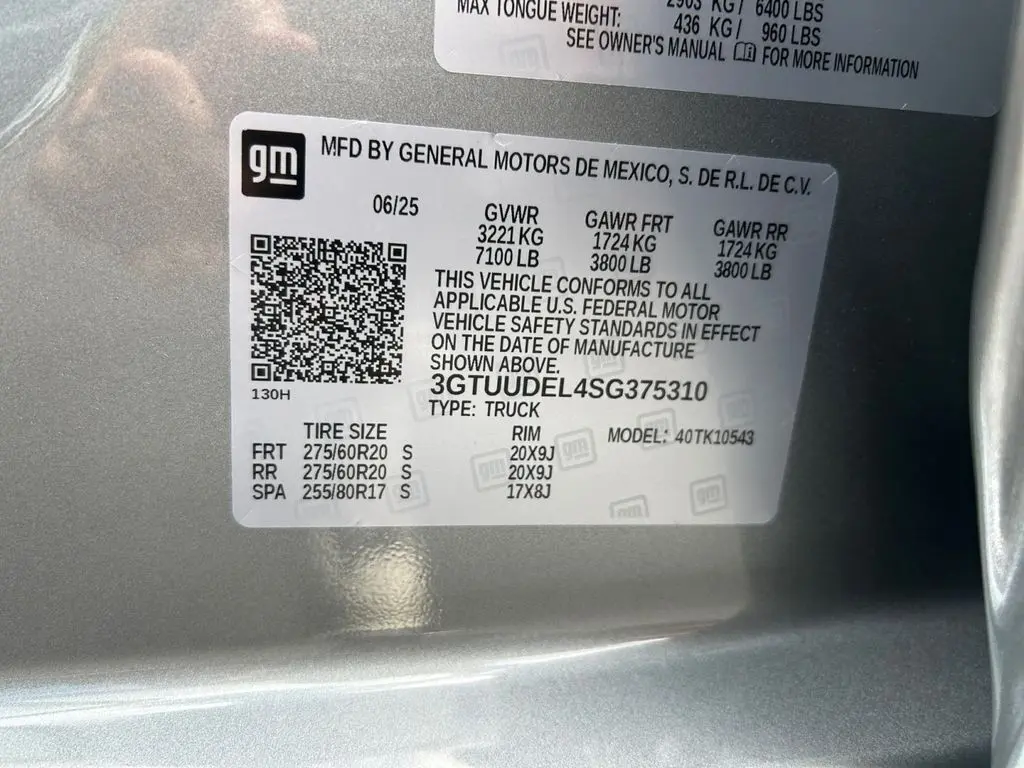 2903 KG / 6400 LBS
MAX TONGUE WEIGHT: 436 KG / 960 LBS
SEE OWNER'S MANUAL FOR MORE INFORMATION
gm MFD BY GENERAL MOTORS DE MEXICO, S. DE R.L. DE C.V.
06/25 GVWR GAWR FRT GAWR RR
3221 KG 1724 KG 1724 KG
7100 LB 3800 LB 3800 LB
THIS VEHICLE CONFORMS TO ALL
APPLICABLE U.S. FEDERAL MOTOR
VEHICLE SAFETY STANDARDS IN EFFECT
ON THE DATE OF MANUFACTURE
SHOWN ABOVE.
3GTUUDEL4SG375310
130H
TYPE: TRUCK
TIRE SIZE RIM MODEL: 40TK10543
FRT 275/60R20 S 20X9J
RR 275/60R20 S 20X9J
SPA 255/80R17 S 17X8J